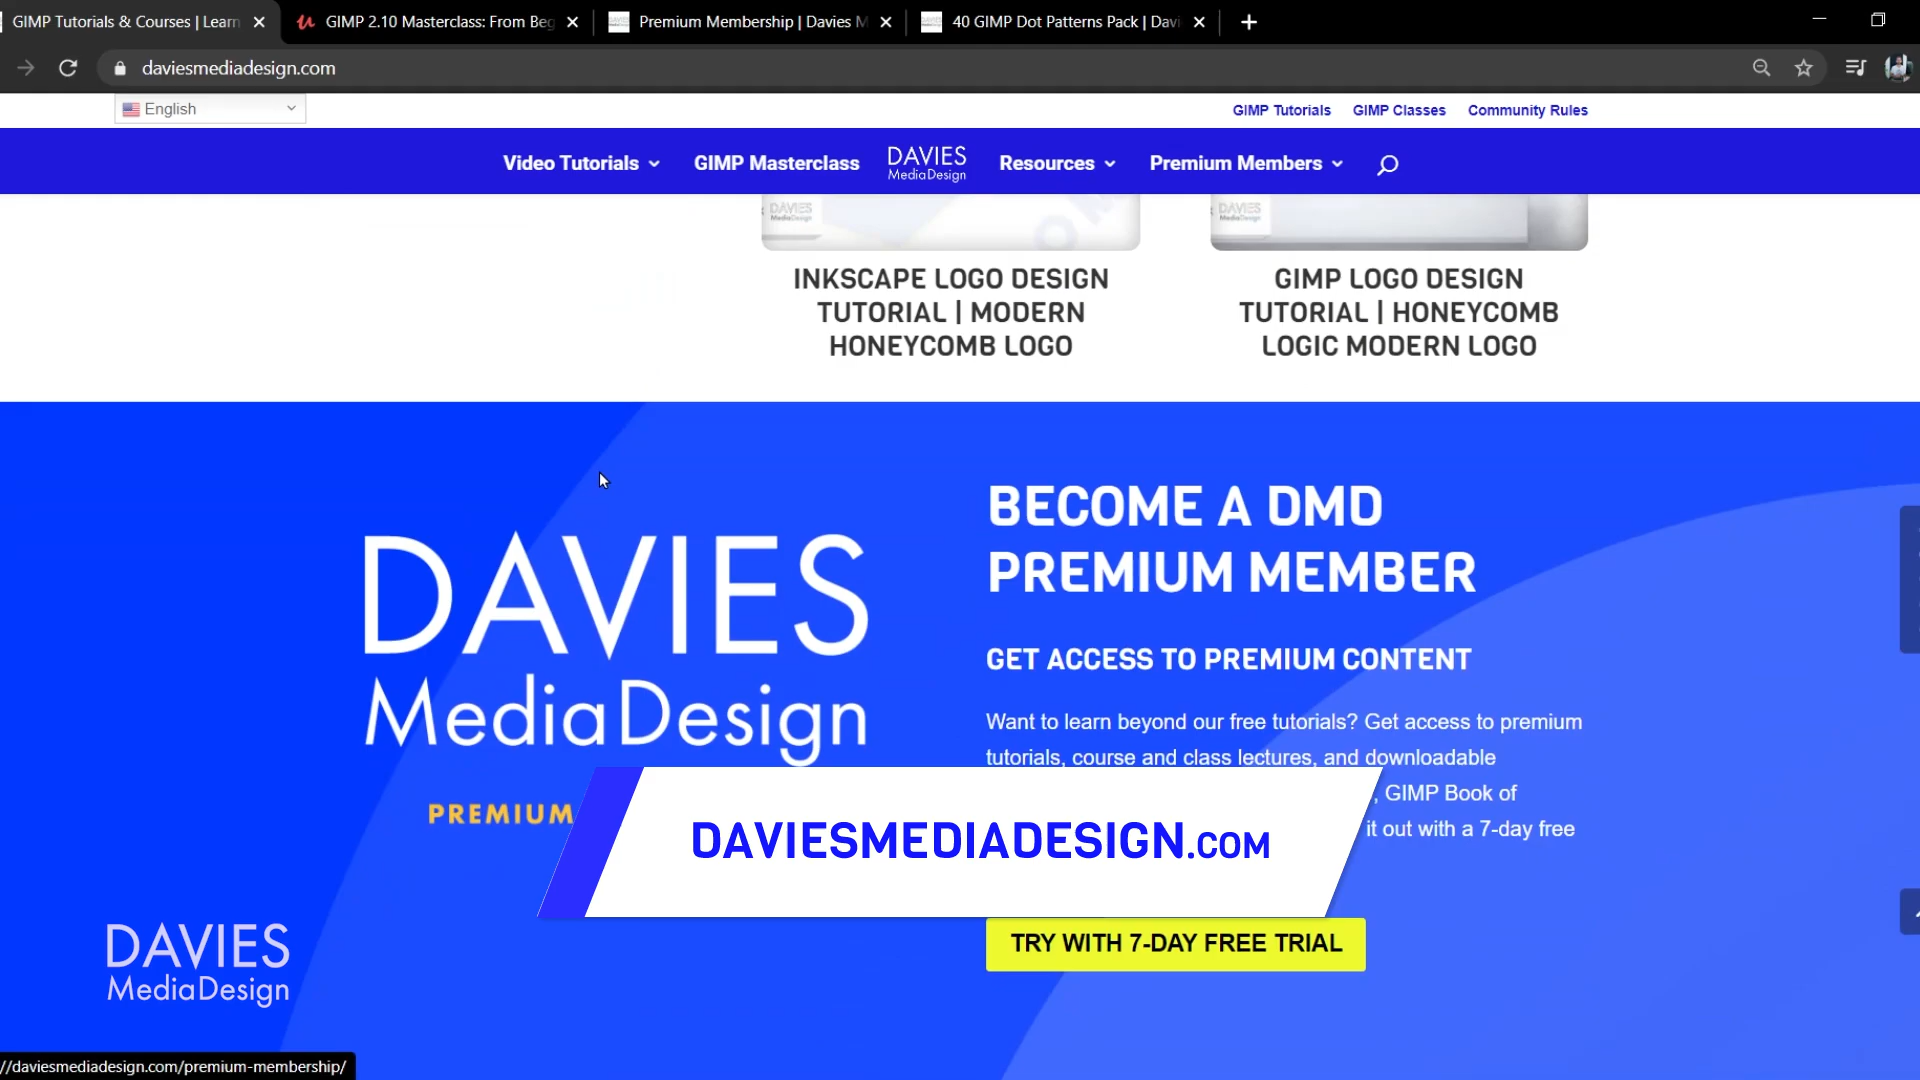 GIMP Tutorials & Courses | Learn
GIMP 2.10 Masterclass: From Beg
Premium Membership | Davies M
40 GIMP Dot Patterns Pack | Davi
daviesmediadesign.com
English
GIMP Tutorials
GIMP Classes
Community Rules
Video Tutorials
GIMP Masterclass
DAVIES
MediaDesign
Resources
Premium Members
DAVIES
MediaDesign
DAVIES
MediaDesign
INKSCAPE LOGO DESIGN
TUTORIAL | MODERN
HONEYCOMB LOGO
GIMP LOGO DESIGN
TUTORIAL | HONEYCOMB
LOGIC MODERN LOGO
DAVIES
MediaDesign
PREMIUM
BECOME A DMD
PREMIUM MEMBER
GET ACCESS TO PREMIUM CONTENT
Want to learn beyond our free tutorials? Get access to premium
tutorials, course and class lectures, and downloadable
, GIMP Book of
it out with a 7-day free
DAVIESMEDIADESIGN.COM
TRY WITH 7-DAY FREE TRIAL
DAVIES
MediaDesign
//daviesmediadesign.com/premium-membership/